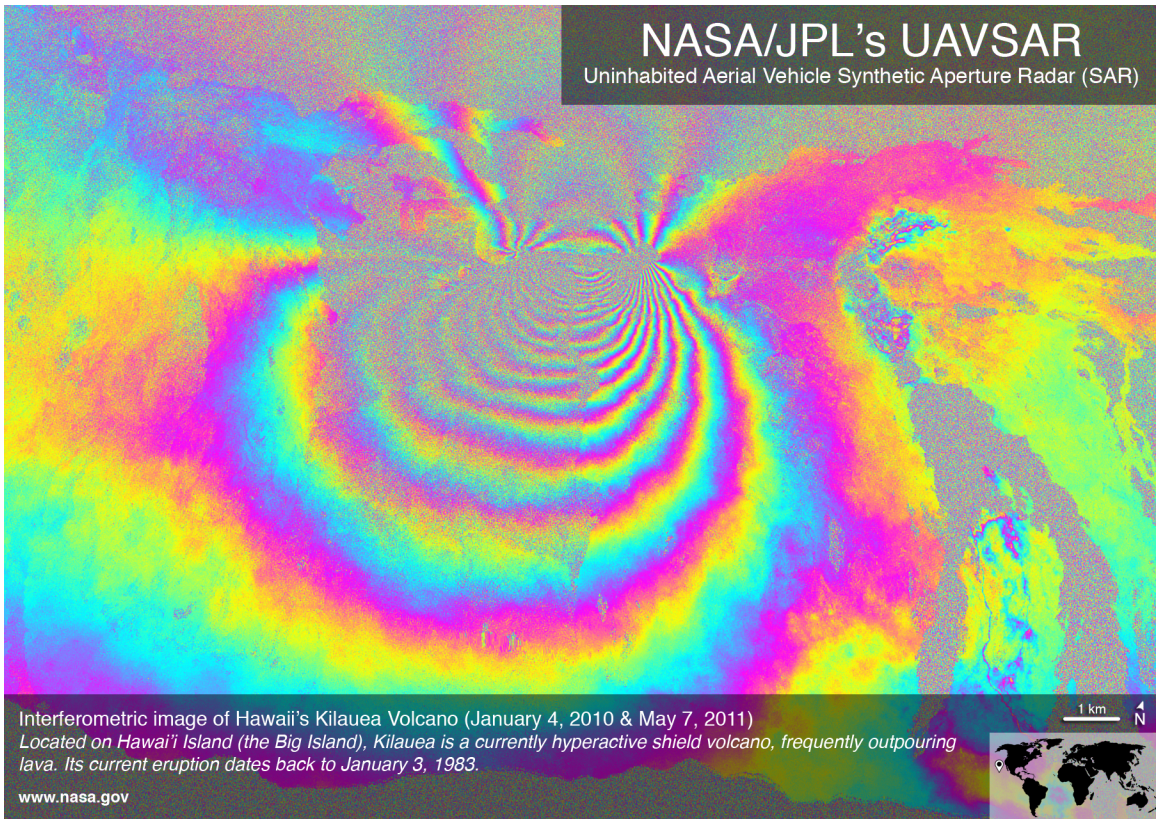 NASA/JPL's UAVSAR
Uninhabited Aerial Vehicle Synthetic Aperture Radar (SAR)
Interferometric image of Hawaii's Kilauea Volcano (January 4, 2010 & May 7, 2011)
Located on Hawai'i Island (the Big Island), Kilauea is a currently hyperactive shield volcano, frequently outpouring
lava. Its current eruption dates back to January 3, 1983.
www.nasa.gov
1 km
N